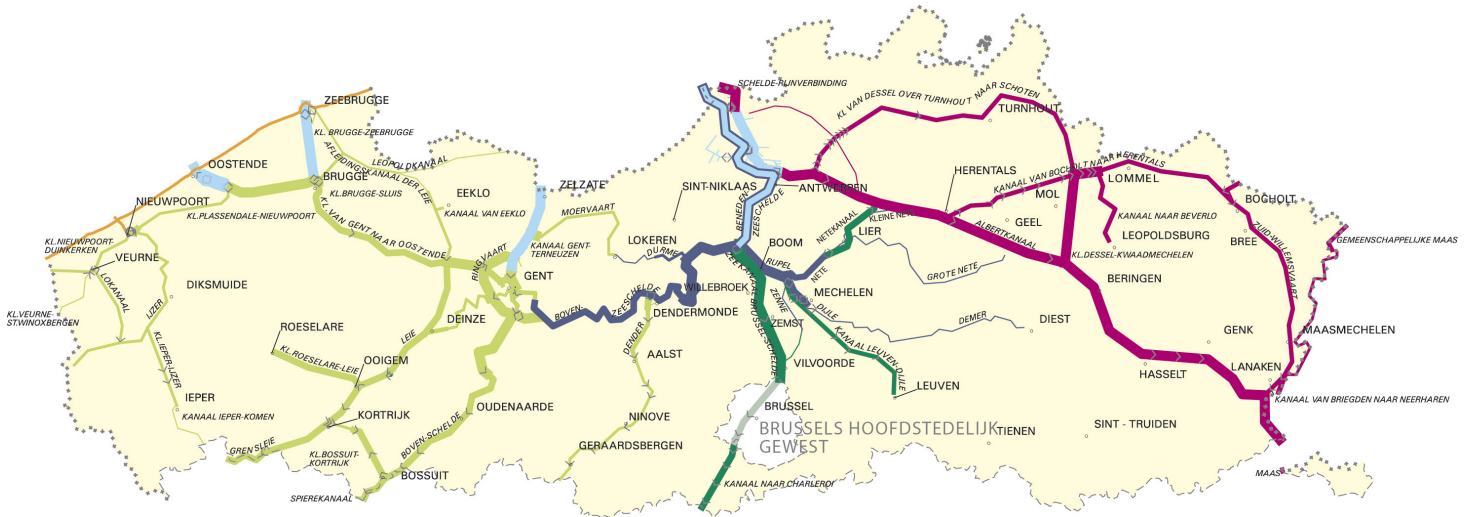 SCHELDE-RIJNVERBINDING
ZEEBRUGGE
KL. BRUGGE-ZEEBRUGGE
AFLEIDINGSKANAAL DER LEIE
LEOPOLDKANAAL
OOSTENDE
BRUGGE
KL.BRUGGE-SLUIS
EEKLO
KANAAL VAN EEKLO
ZELZATE
MOERVAART
NIEUWPOORT
KL.PLASSENDALE-NIEUWPOORT
KL.VAN GENT NAAR OOSTENDE
KANAAL GENT-
TERNEUZEN
RINGVAART
GENT
KL.NIEUWPOORT-
DUINKERKEN
VEURNE
LOKANAAL
DIKSMUIDE
IJZER
KL.VEURNE-
ST.WINOXBERGEN
KL.IEPER-IJZER
ROESELARE
KL.ROESELARE-LEIE
OOIGEM
LEIE
DEINZE
IEPER
KANAAL IEPER-KOMEN
KORTRIJK
GRENSLEIE
KL.BOSSUIT-
KORTRIJK
BOVEN-SCHELDE
OUDENAARDE
BOSSUIT
SPIEREKANAAL
SINT-NIKLAAS
LOKEREN
DURME
BOVEN-
ZEESCHELDE
WILLEBROEK
DENDERMONDE
DENDER
AALST
NINOVE
GERAARDSBERGEN
BENEDEN-
ZEESCHELDE
ANTWERPEN
BOOM
RUPEL
NETE
NETEKANAAL
KLEINE NETE
LIER
GROTE NETE
ZEEKANAAL BRUSSEL-SCHELDE
ZENNE
MECHELEN
DIJLE
ZEMST
DEMER
DIEST
KANAAL LEUVEN-DIJLE
VILVOORDE
LEUVEN
BRUSSEL
BRUSSELS HOOFDSTEDELIJK
GEWEST
KANAAL NAAR CHARLEROI
TIENEN
SINT - TRUIDEN
KL VAN DESSEL OVER TURNHOUT NAAR SCHOTEN
TURNHOUT
HERENTALS
KANAAL VAN BOCHOLT NAAR HERENTALS
MOL
GEEL
ALBERTKANAAL
LOMMEL
KANAAL NAAR BEVERLO
LEOPOLDSBURG
KL.DESSEL-KWAADMECHELEN
BERINGEN
BOCHOLT
BREE
ZUID-WILLEMSVAART
GEMEENSCHAPPELIJKE MAAS
GENK
MAASMECHELEN
HASSELT
LANAKEN
KANAAL VAN BRIEGDEN NAAR NEERHAREN
MAAS